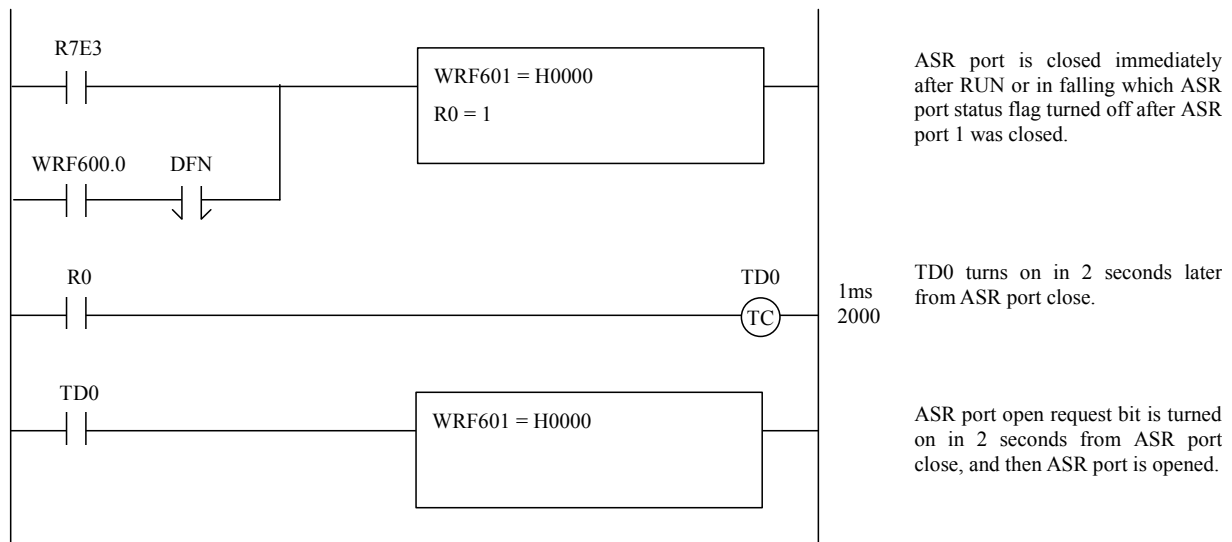 R7E3
WRF601 = H0000
R0 = 1
ASR port is closed immediately
after RUN or in falling which ASR
port status flag turned off after ASR
port 1 was closed.
WRF600.0 DFN
R0
TD0
TC
1ms
2000
TD0 turns on in 2 seconds later
from ASR port close.
TD0
WRF601 = H0000
ASR port open request bit is turned
on in 2 seconds from ASR port
close, and then ASR port is opened.